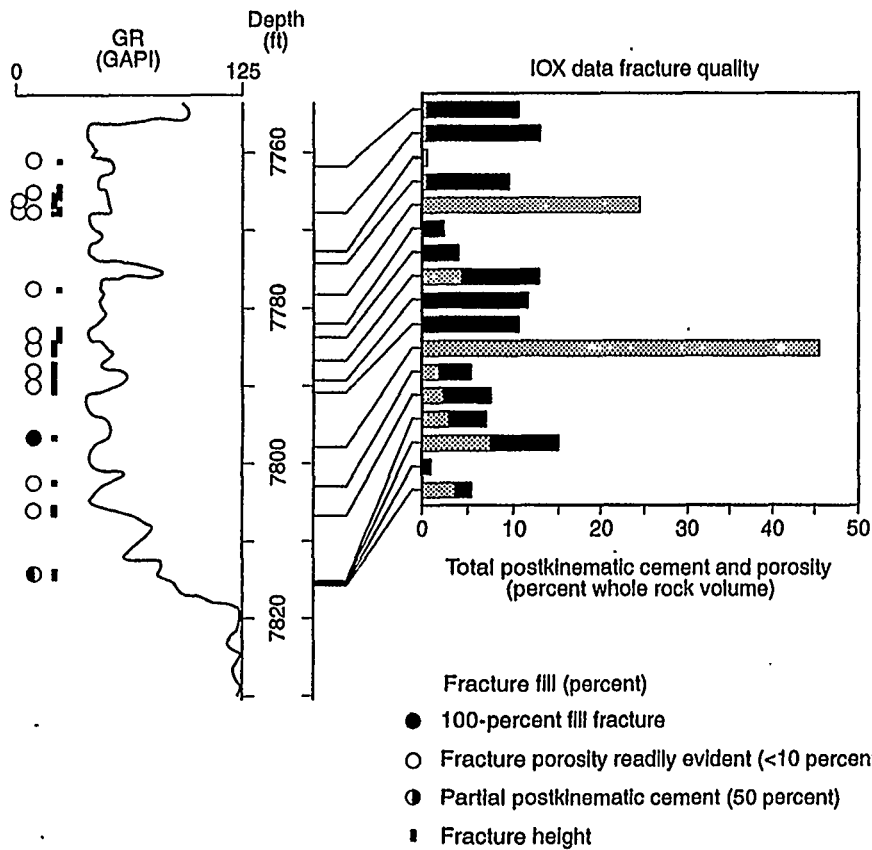 Depth
(ft)
GR
(GAPI)
0 125
IOX data fracture quality
7760
7780
7800
7820
0 10 20 30 40 50
Total postkinematic cement and porosity
(percent whole rock volume)
Fracture fill (percent)
100-percent fill fracture
Fracture porosity readily evident (<10 percen
Partial postkinematic cement (50 percent)
Fracture height